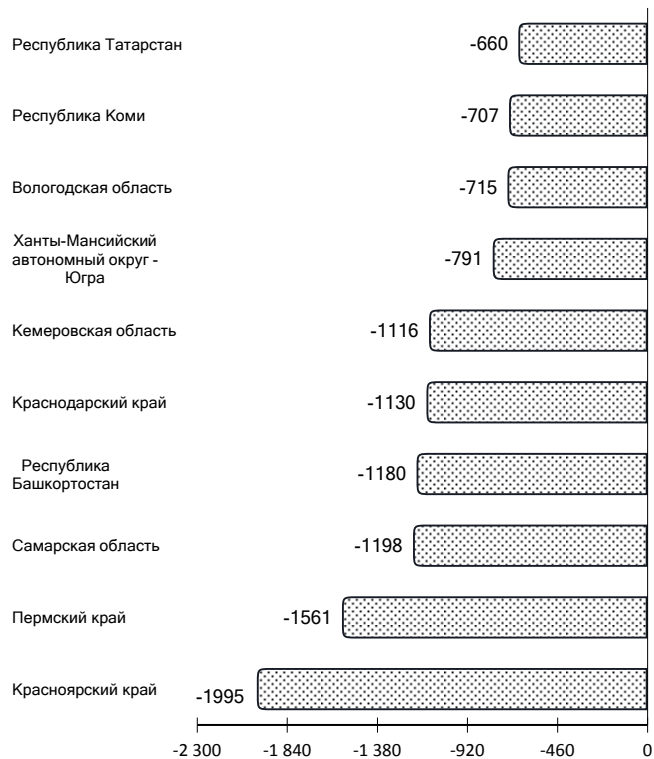 Республика Татарстан
-660
Республика Коми
-707
Вологодская область
-715
Ханты-Мансийский
автономный округ -
Югра
-791
Кемеровская область
-1116
Краснодарский край
-1130
Республика
Башкортостан
-1180
Самарская область
-1198
Пермский край
-1561
Красноярский край
-1995
-2 300 -1 840 -1 380 -920 -460 0